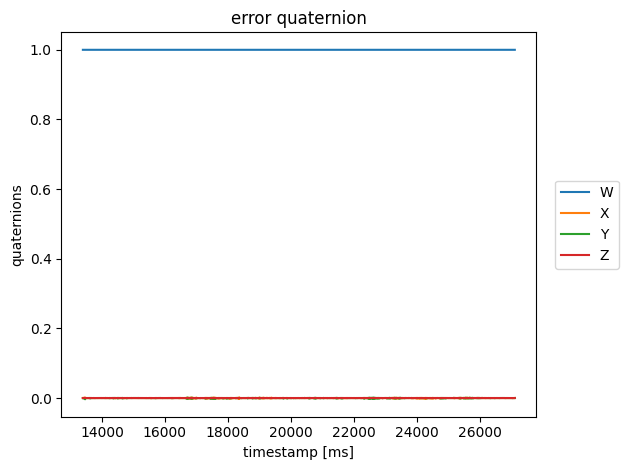 error quaternion
1.0
0.8
0.6
0.4
0.2
0.0
quaternions
14000 16000 18000 20000 22000 24000 26000
timestamp [ms]
W
X
Y
Z